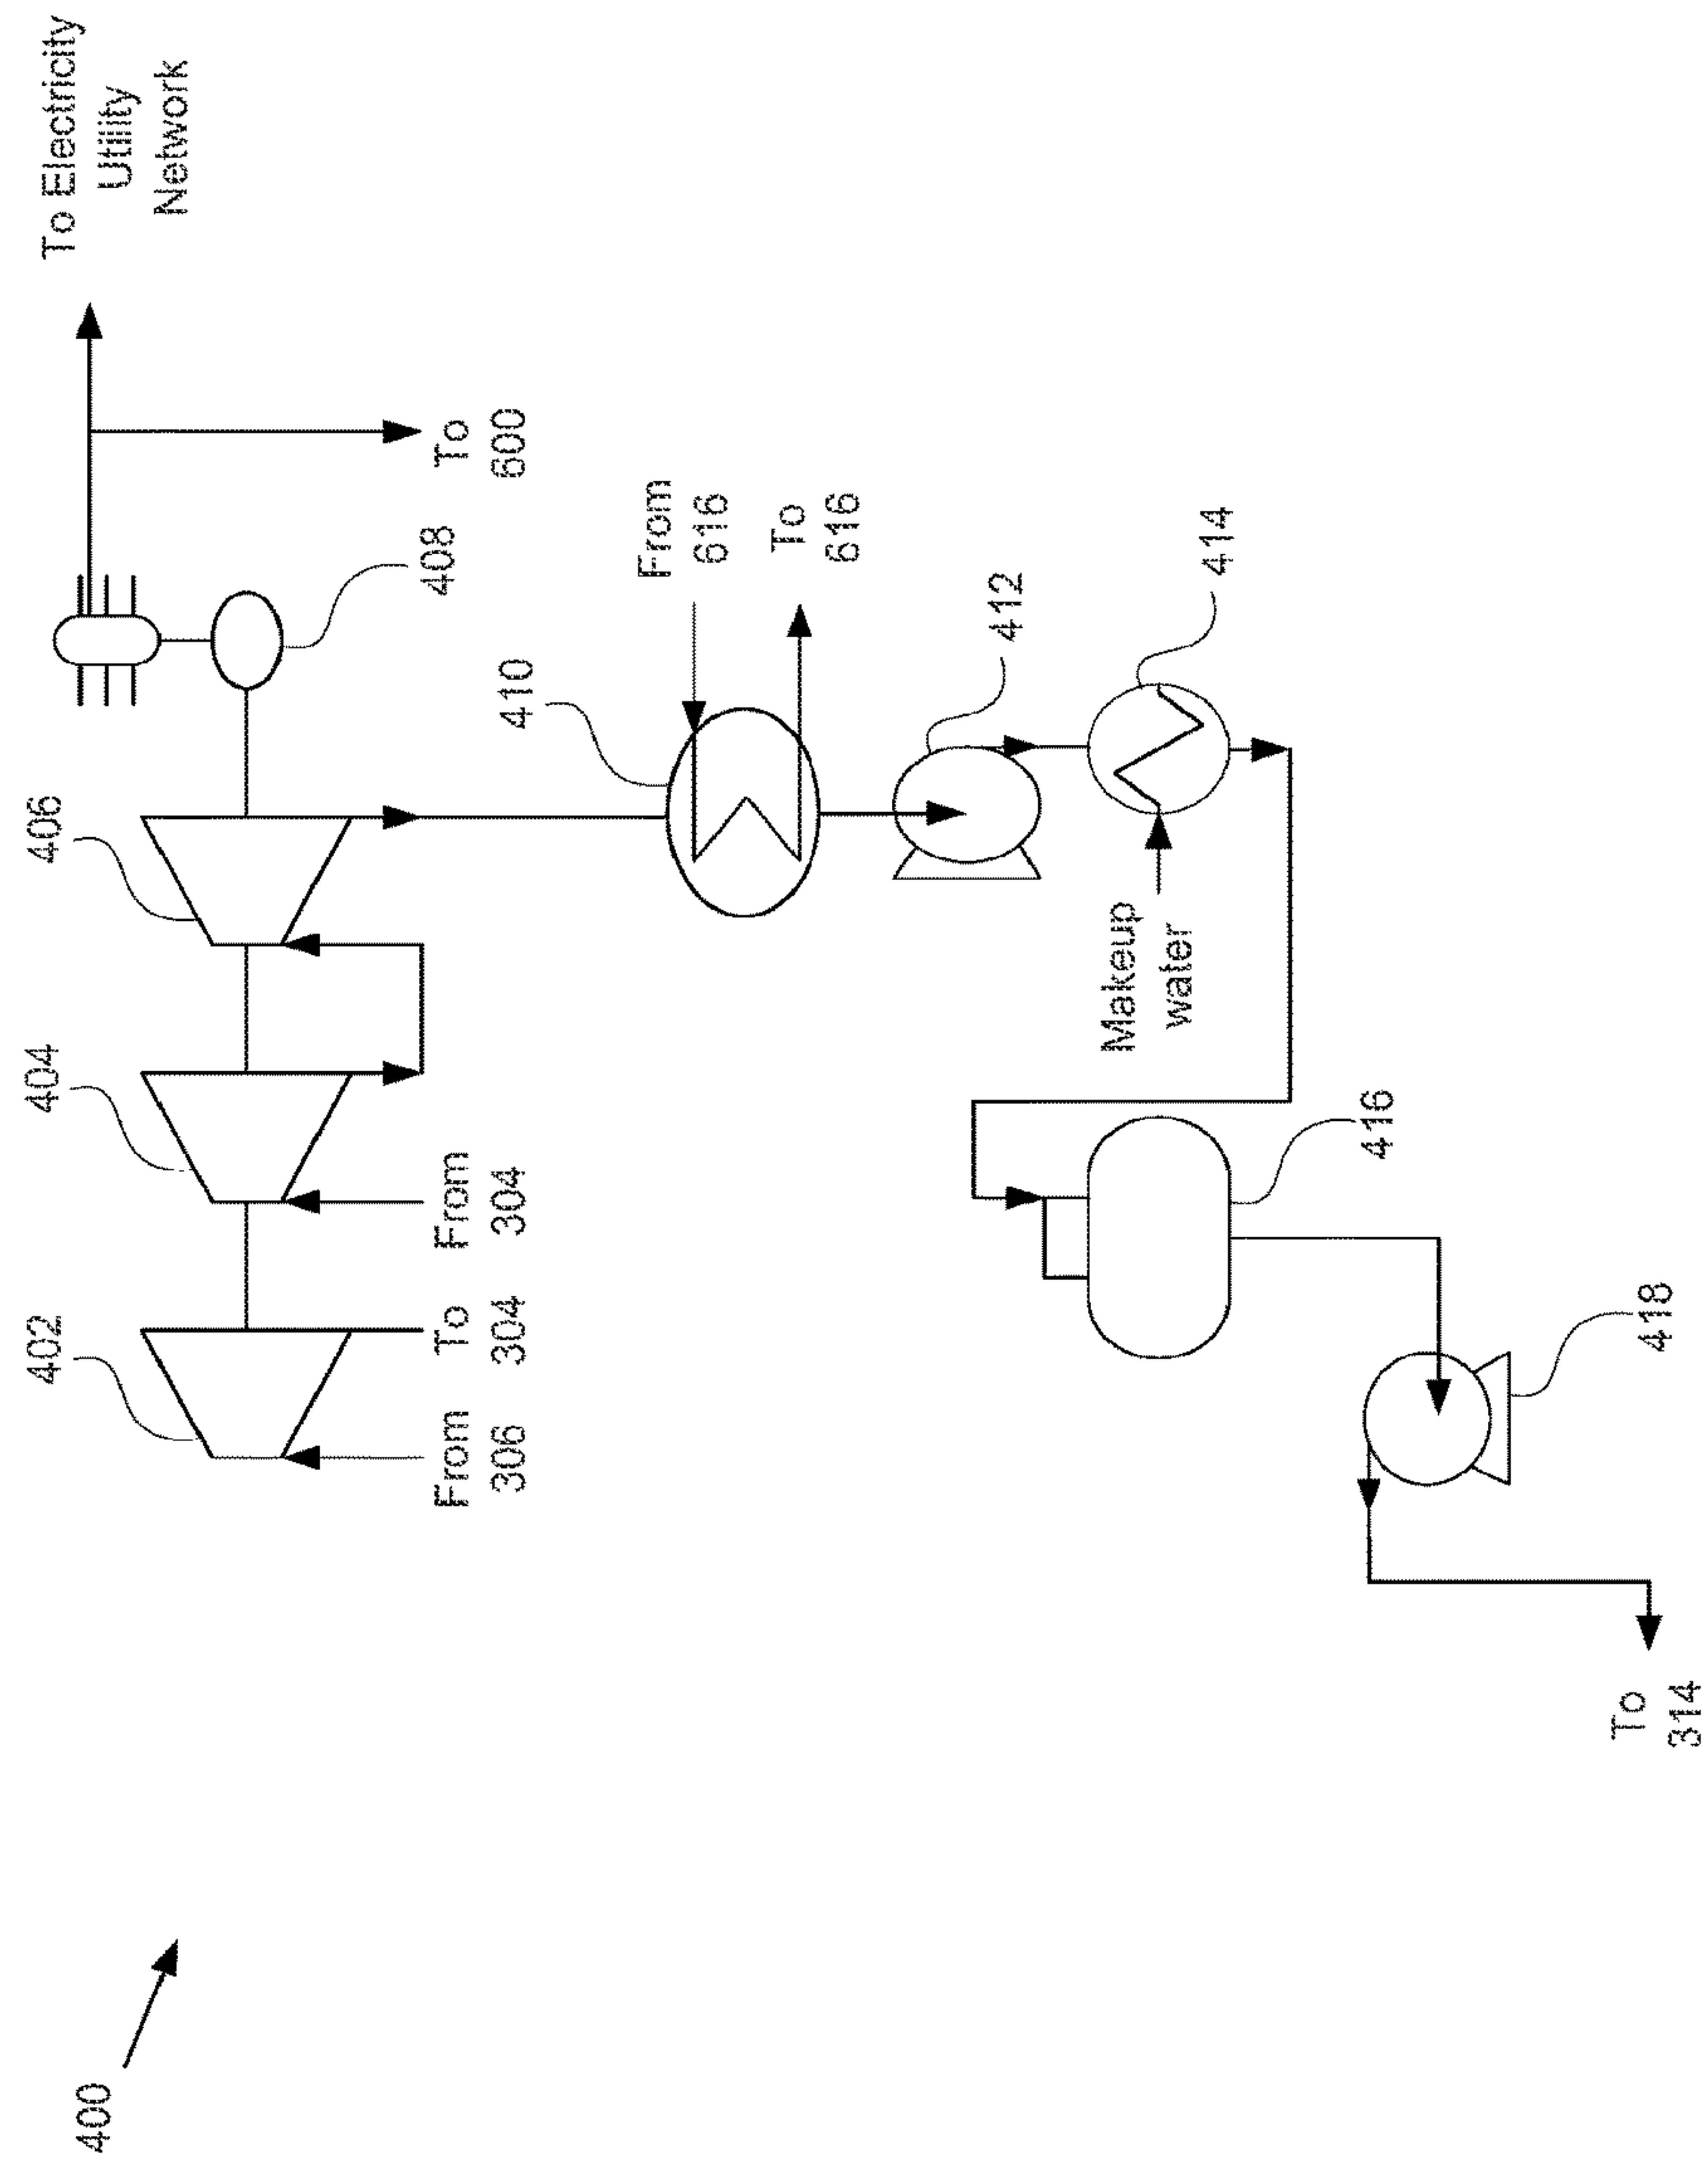 400
402
404
406
From
306
To
304
From
304
408
To Electricity
Utility
Network
To
600
410
From
616
To
616
412
414
Makeup
water
416
418
To
314